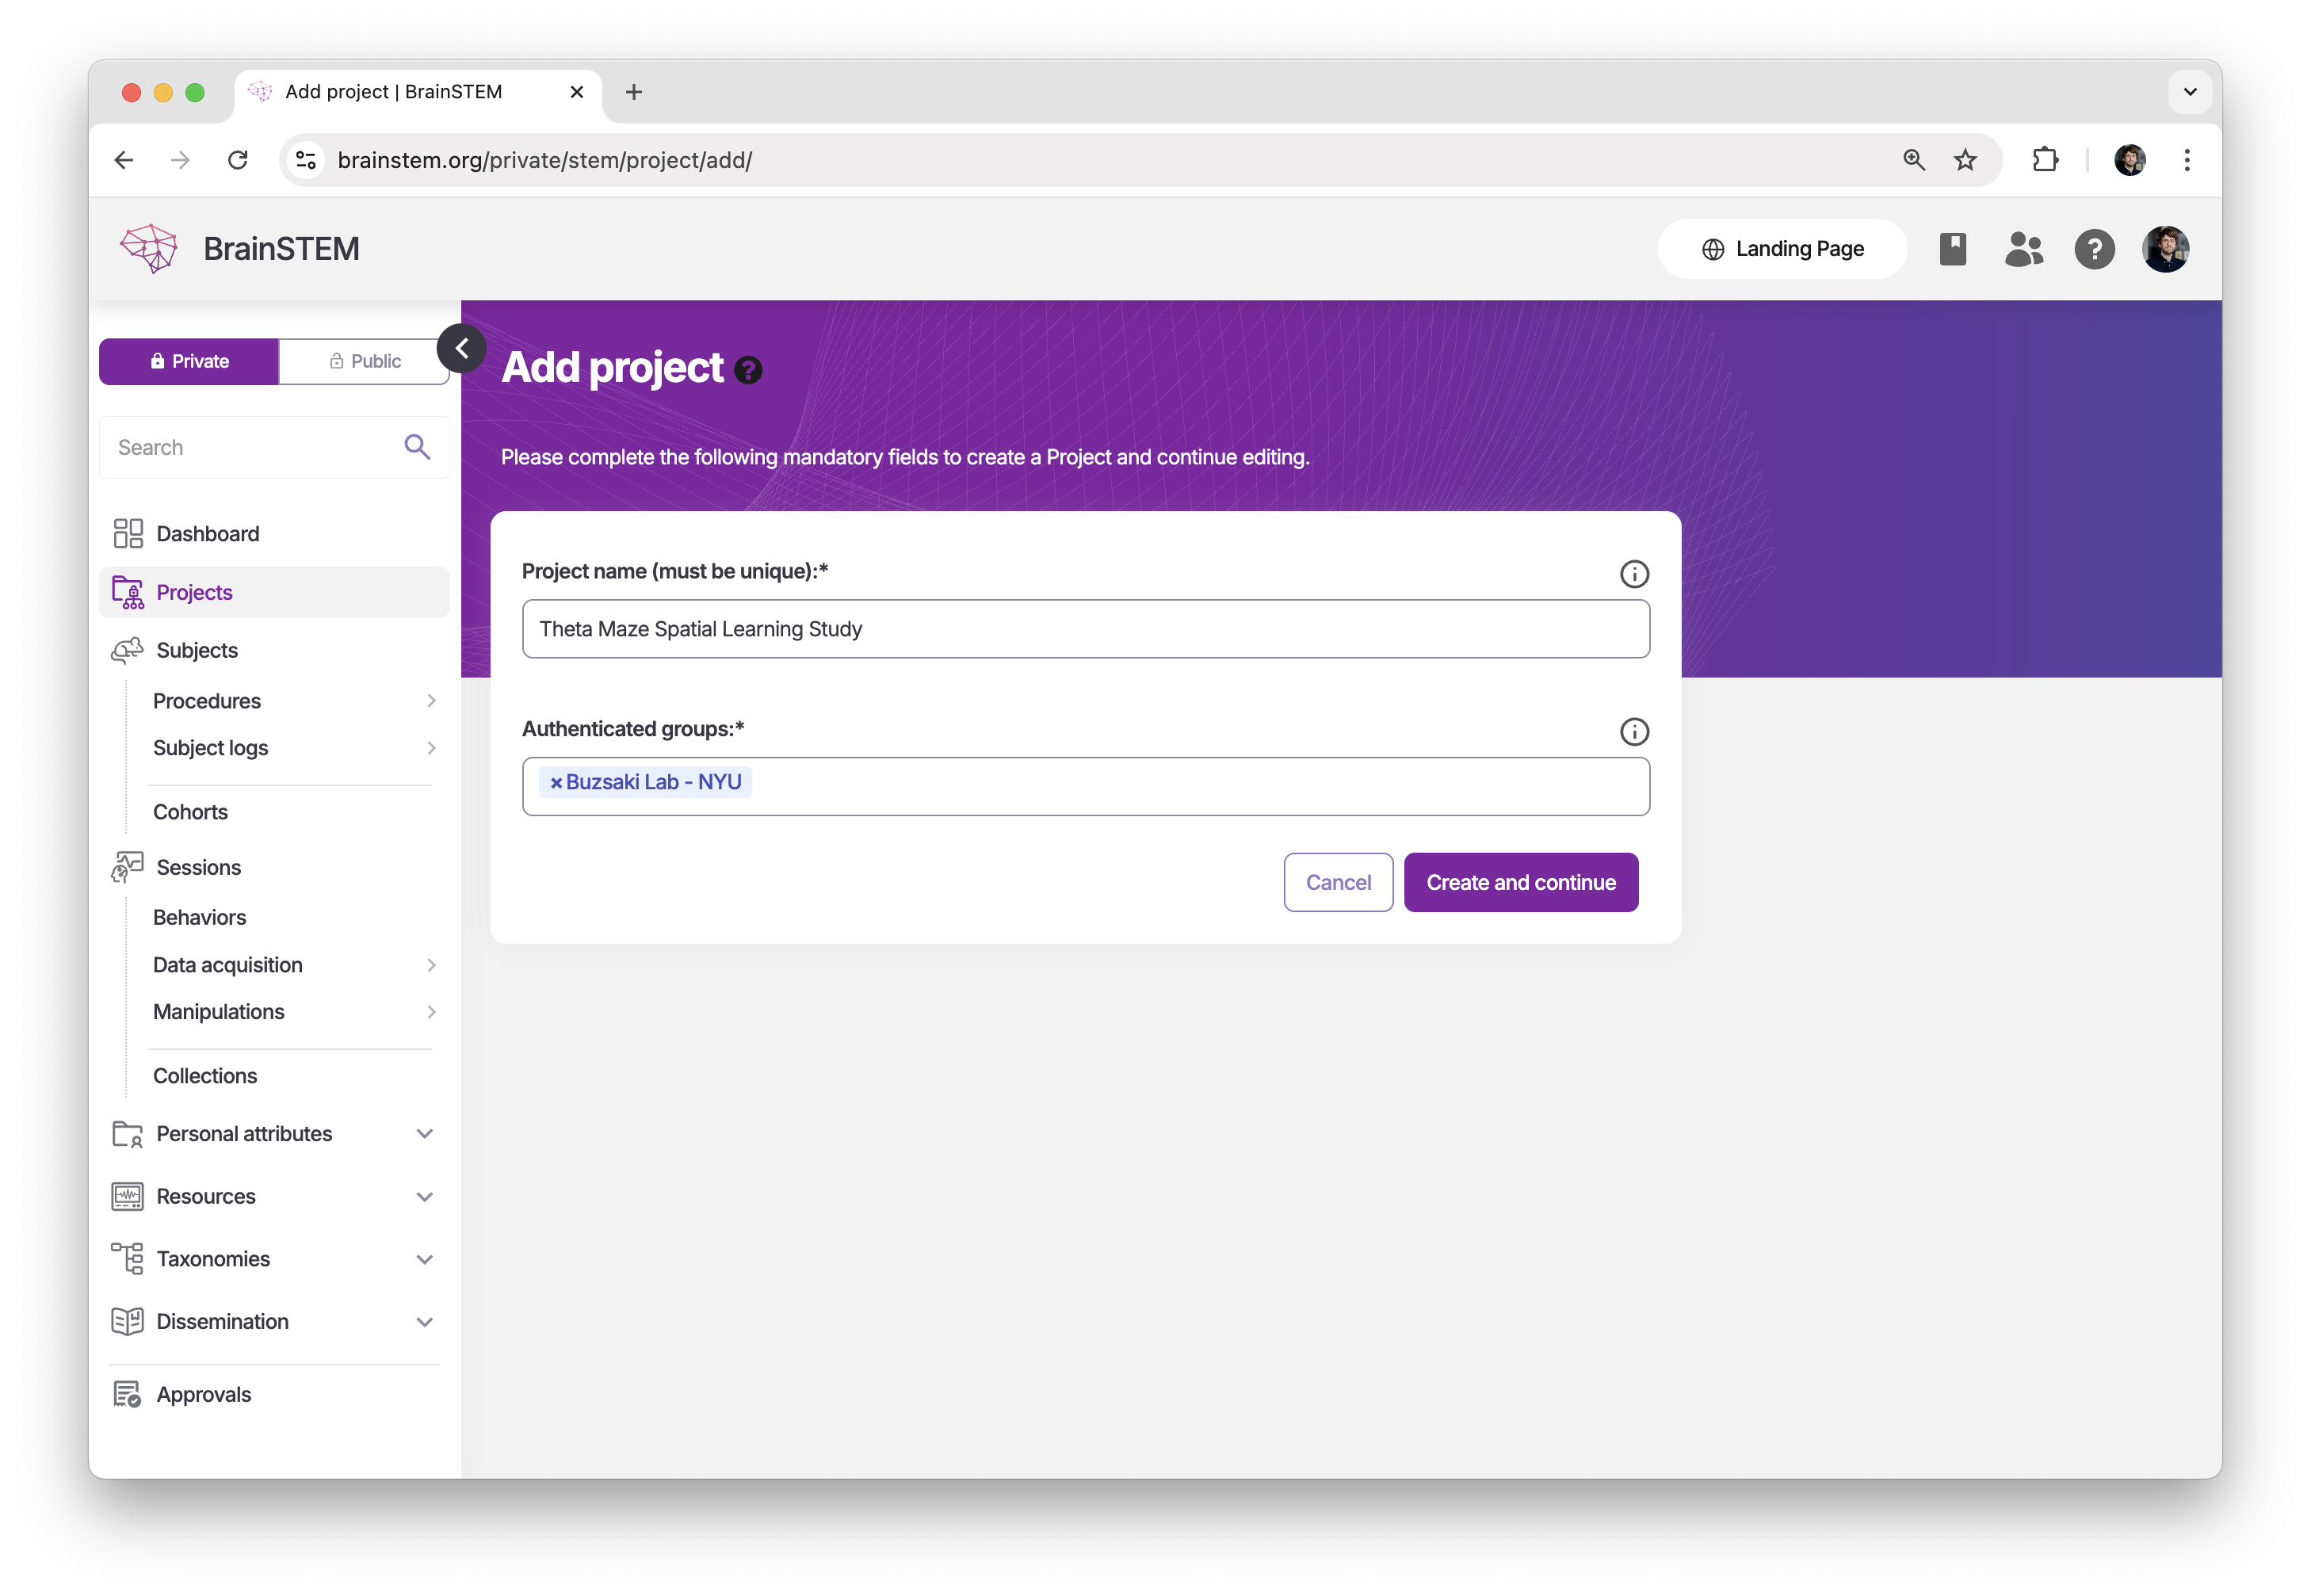 Add project | BrainSTEM
brainstem.org/private/stem/project/add/
BrainSTEM
Landing Page
Private
Public
Search
Dashboard
Projects
Subjects
Procedures
Subject logs
Cohorts
Sessions
Behaviors
Data acquisition
Manipulations
Collections
Personal attributes
Resources
Taxonomies
Dissemination
Approvals
Add project
Please complete the following mandatory fields to create a Project and continue editing.
Project name (must be unique):*
Theta Maze Spatial Learning Study
Authenticated groups:*
×Buzsaki Lab - NYU
Cancel
Create and continue